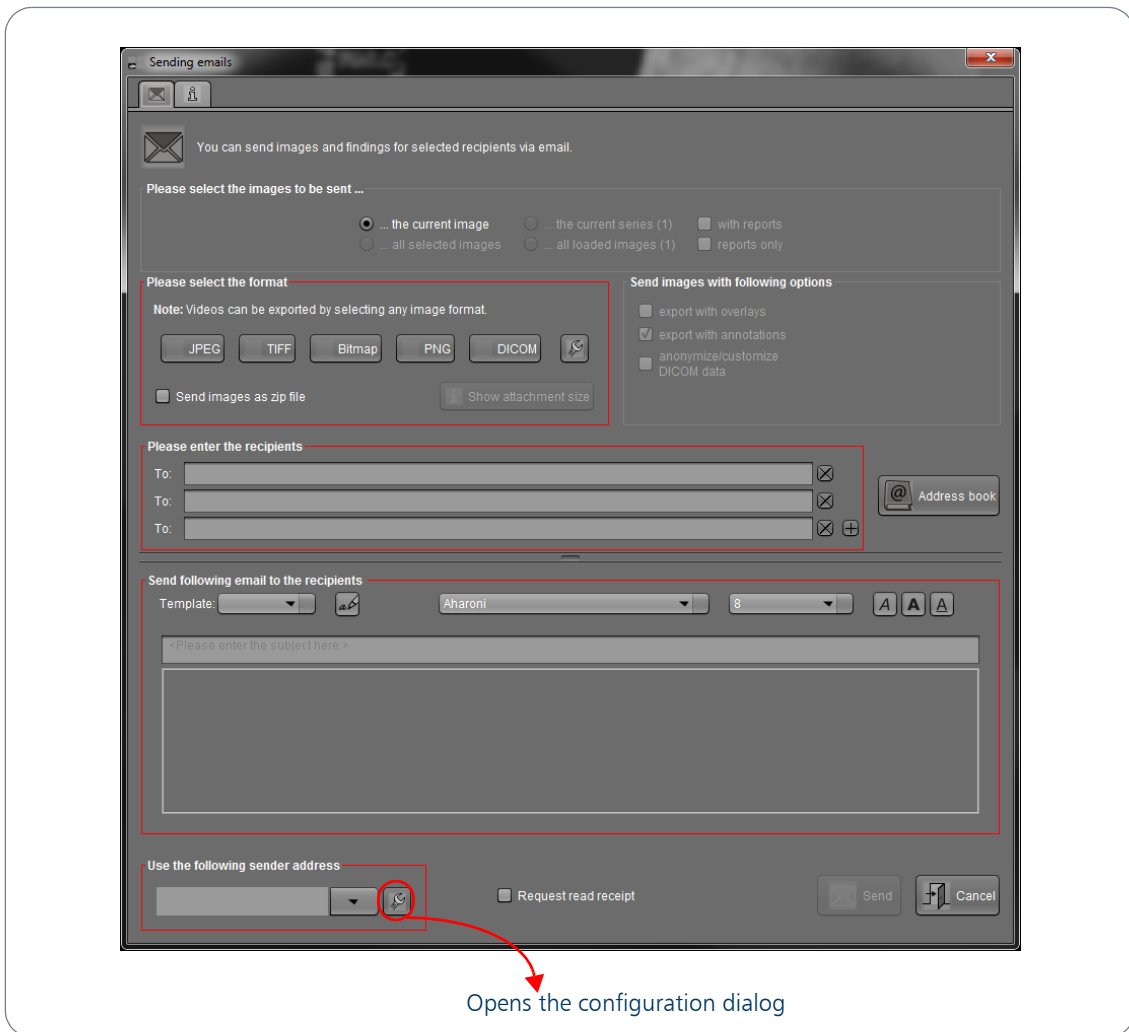 Sending emails
You can send images and findings for selected recipients via email.
Please select the images to be sent ...
... the current image ... the current series (1) with reports
... all selected images ... all loaded images (1) reports only
Please select the format
Note: Videos can be exported by selecting any image format.
JPEG TIFF Bitmap PNG DICOM
Send images as zip file Show attachment size
Send images with following options
export with overlays
export with annotations
anonymize/customize
DICOM data
Please enter the recipients
To:
To:
To:
Address book
Send following email to the recipients
Template: Aharoni 8 A A A
<Please enter the subject here:>
Use the following sender address
Request read receipt Send Cancel
Opens the configuration dialog